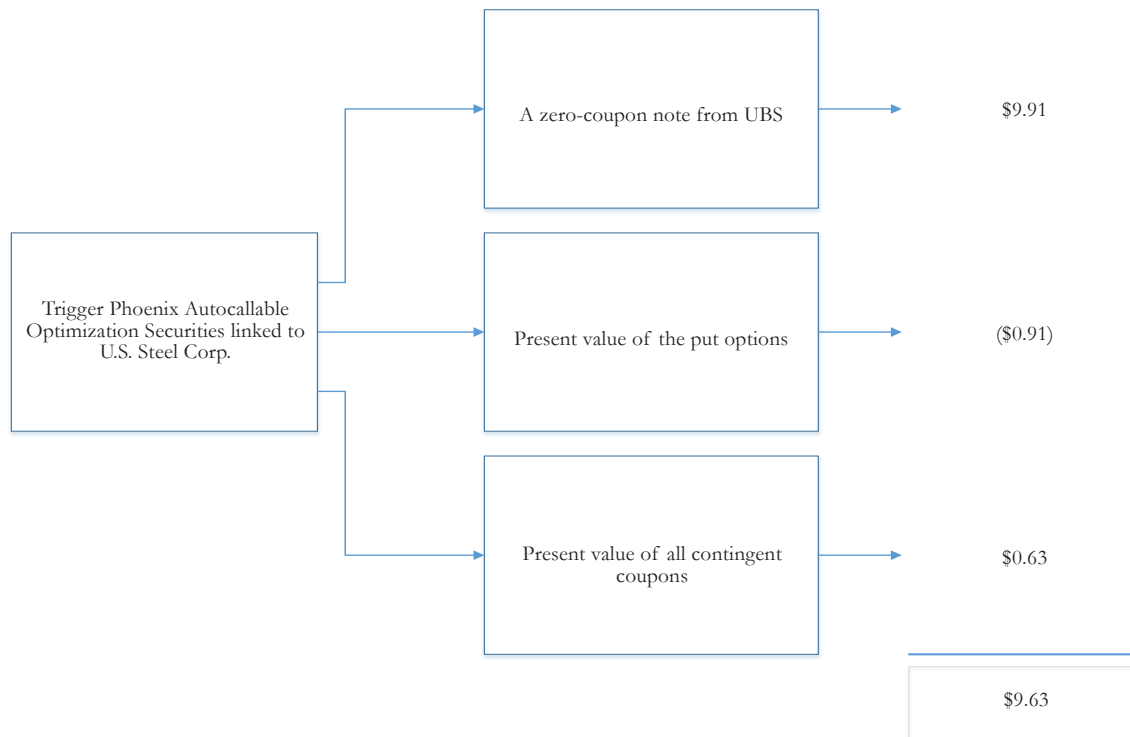 A zero-coupon note from UBS
$9.91
Trigger Phoenix Autocallable
Optimization Securities linked to
U.S. Steel Corp.
Present value of the put options
($0.91)
Present value of all contingent
coupons
$0.63
$9.63